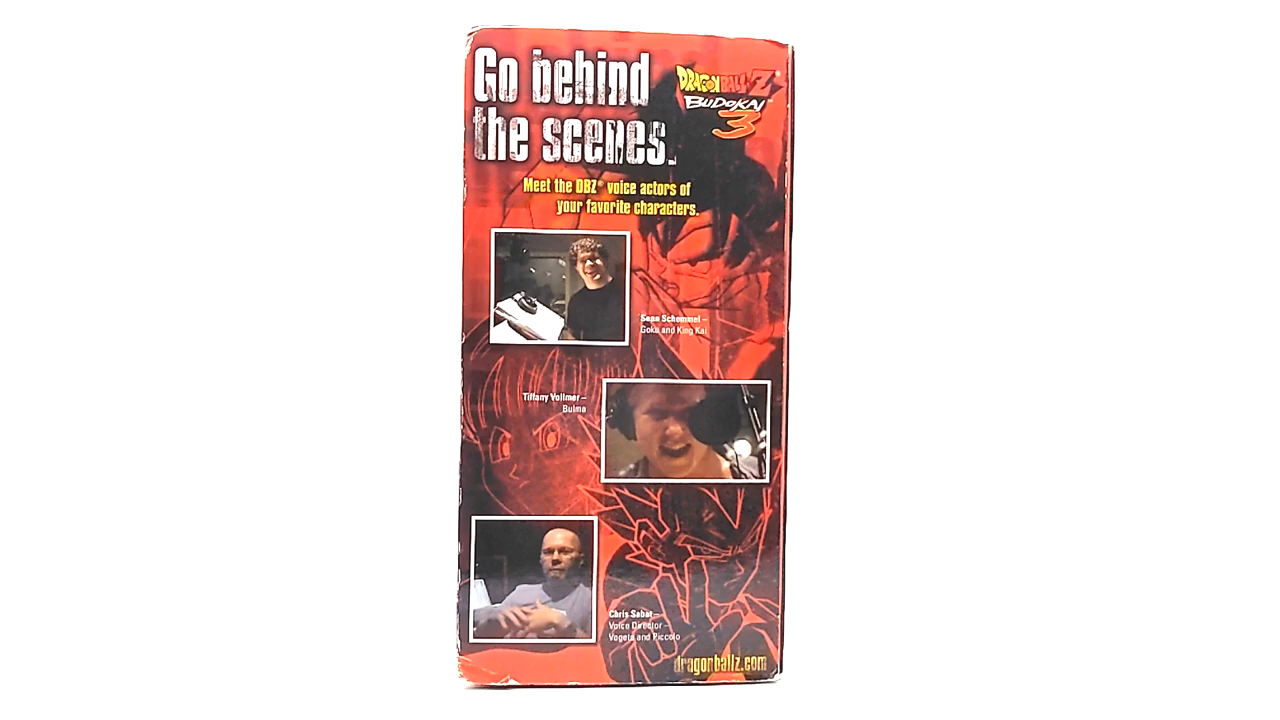 Go behind
the scenes.
DRAGON BALL Z
BUDOKAI
3
Meet the DBZ® voice actors of
your favorite characters.
Sean Schemmel –
Goku and King Kai
Tiffany Vollmer –
Bulma
Chris Sabat –
Voice Director –
Vegeta and Piccolo
dragonballz.com